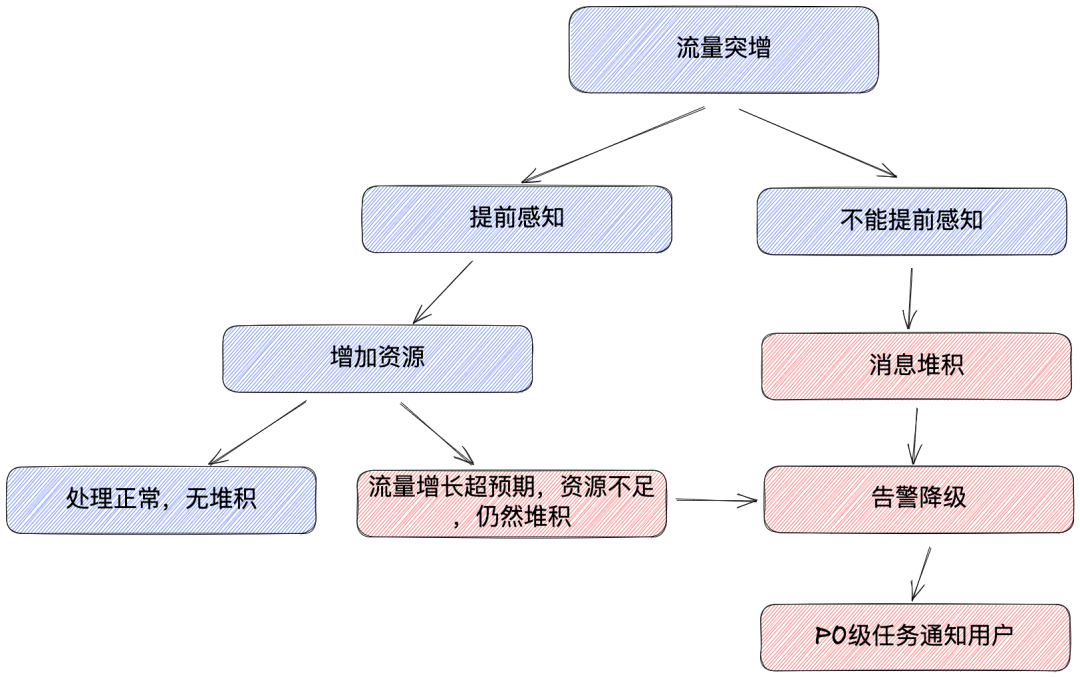 流量突增
提前感知
不能提前感知
增加资源
消息堆积
处理正常，无堆积
流量增长超预期，资源不足
，仍然堆积
告警降级
P0级任务通知用户